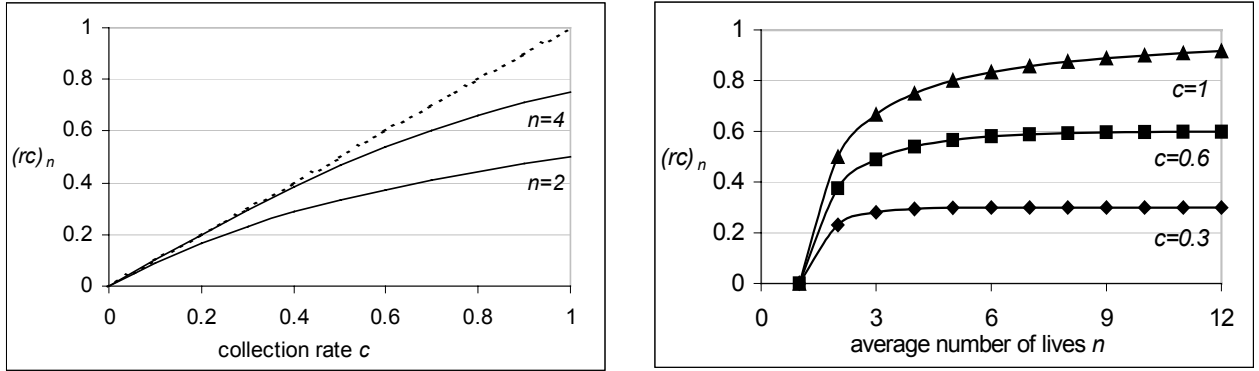 1
0.8
0.6
(rc)n
0.4
0.2
0
n=4
n=2
0 0.2 0.4 0.6 0.8 1
collection rate c
1
0.8
0.6
(rc)n
0.4
0.2
0
c=1
c=0.6
c=0.3
0 3 6 9 12
average number of lives n